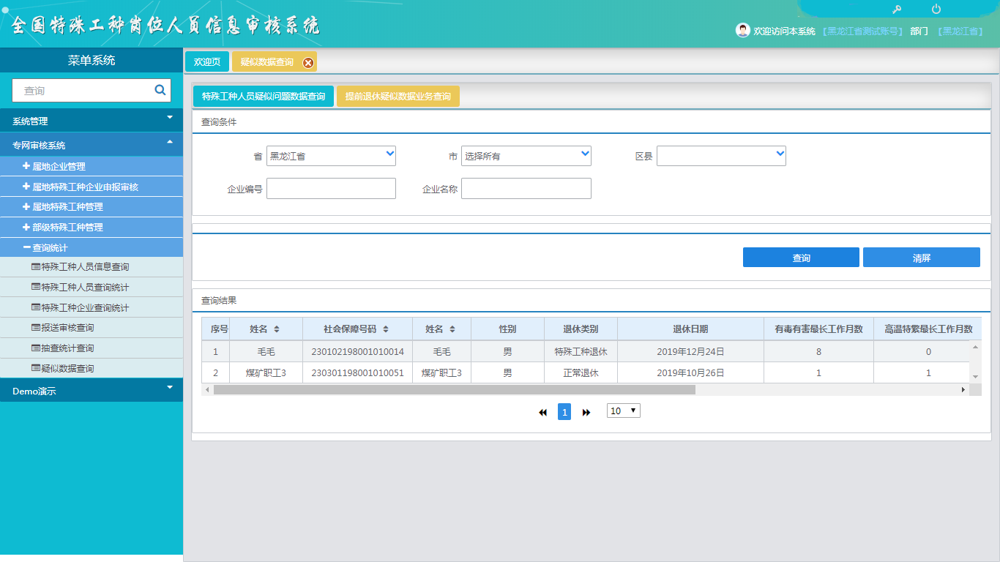 全国特殊工种岗位人员信息审核系统
欢迎访问本系统 【黑龙江省测试账号】 部门 【黑龙江省】
菜单系统
查询
系统管理
专网审核系统
属地企业管理
属地特殊工种企业申报审核
属地特殊工种管理
部级特殊工种管理
查询统计
特殊工种人员信息查询
特殊工种人员查询统计
特殊工种企业查询统计
报送审核查询
抽查统计查询
疑似数据查询
Demo演示
欢迎页 疑似数据查询
特殊工种人员疑似问题数据查询 提前退休疑似数据业务查询
查询条件
省 黑龙江省 市 选择所有 区县
企业编号 企业名称
查询 清屏
查询结果
序号 姓名 社会保障号码 姓名 性别 退休类别 退休日期 有毒有害最长工作月数 高温特繁最长工作月数
1 毛毛 230102198001010014 毛毛 男 特殊工种退休 2019年12月24日 8 0
2 煤矿职工3 230301198001010051 煤矿职工3 男 正常退休 2019年10月26日 1 1
1 10